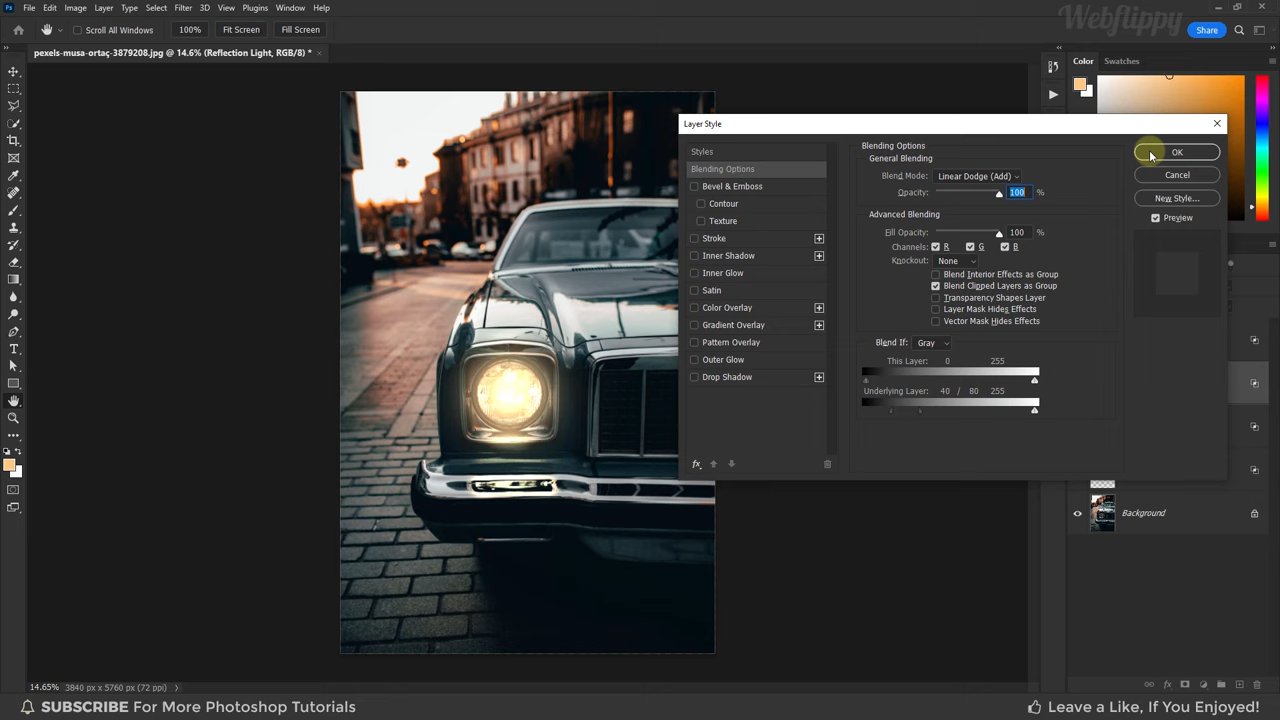 Ps File Edit Image Layer Type Select Filter 3D View Plugins Window Help
Webflippy
Scroll All Windows 100% Fit Screen Fill Screen Share
pexels-musa-ortaç-3879208.jpg @ 14.6% (Reflection Light, RGB/8) *
Color Swatches
Layer Style
Styles
Blending Options
Bevel & Emboss
Contour
Texture
Stroke
Inner Shadow
Inner Glow
Satin
Color Overlay
Gradient Overlay
Pattern Overlay
Outer Glow
Drop Shadow
fx
Blending Options
General Blending
Blend Mode: Linear Dodge (Add)
Opacity: 100 %
Advanced Blending
Fill Opacity: 100 %
Channels: R G B
Knockout: None
Blend Interior Effects as Group
Blend Clipped Layers as Group
Transparency Shapes Layer
Layer Mask Hides Effects
Vector Mask Hides Effects
Blend If: Gray
This Layer: 0 255
Underlying Layer: 40 / 80 255
OK
Cancel
New Style...
Preview
Background
14.65% 3840 px x 5760 px (72 ppi)
fx
SUBSCRIBE For More Photoshop Tutorials
Leave a Like, If You Enjoyed!